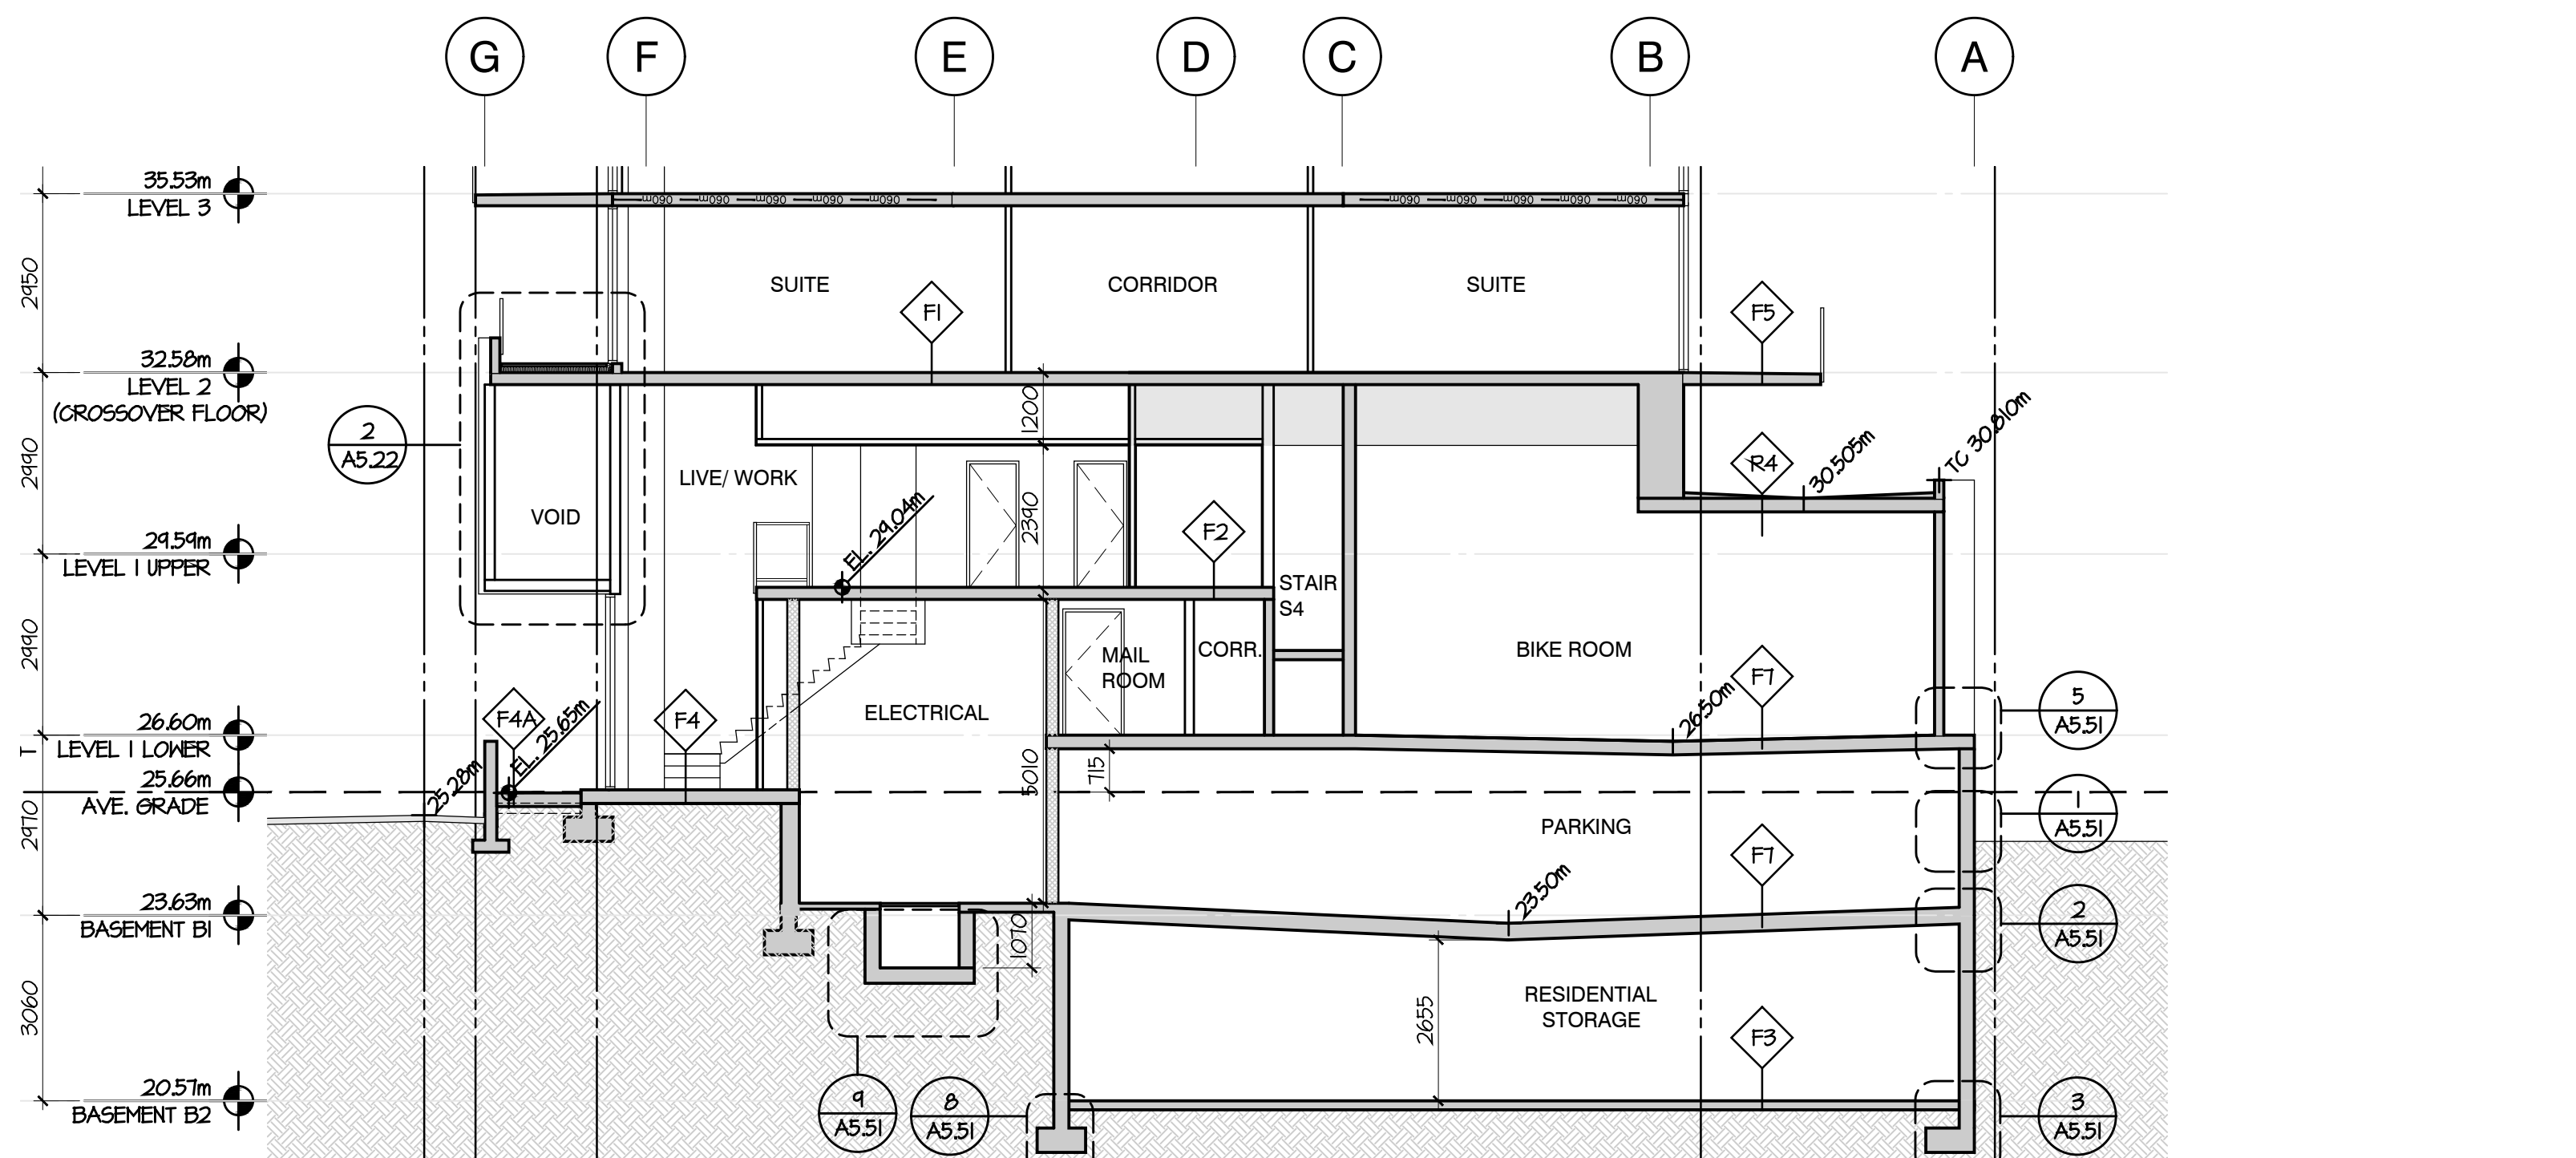 G
F
E
D
C
B
A
35.53m
LEVEL 3
2950
32.58m
LEVEL 2
(CROSSOVER FLOOR)
2990
29.59m
LEVEL 1 UPPER
2990
26.60m
LEVEL 1 LOWER
25.66m
AVE. GRADE
2970
23.63m
BASEMENT B1
3060
20.57m
BASEMENT B2
SUITE
CORRIDOR
SUITE
F1
F5
2
A5.22
1200
TC 30.810m
LIVE/ WORK
R4
30.505m
VOID
EL. 29.04m
2390
F2
STAIR
S4
MAIL
ROOM
CORR.
BIKE ROOM
F7
26.50m
5
A5.51
F4A
EL. 25.65m
F4
ELECTRICAL
25.28m
5010
715
1
A5.51
PARKING
F7
23.50m
2
A5.51
1070
2655
RESIDENTIAL
STORAGE
F3
9
A5.51
8
A5.51
3
A5.51